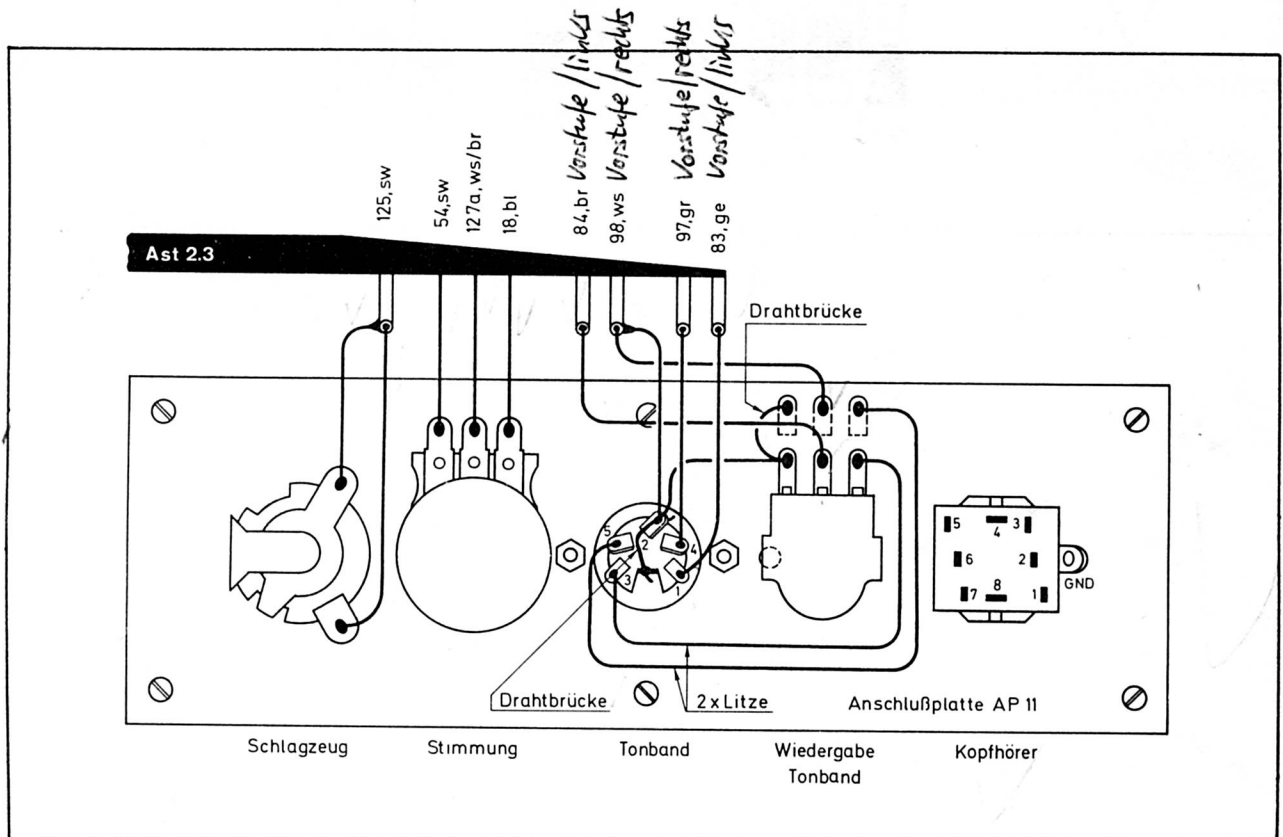 84,br Vorstufe/links
98,ws Vorstufe/rechts
97,gr Vorstufe/rechts
83,ge Vorstufe/links
125,sw
54,sw
127a,ws/br
18,bl
Ast 2.3
Drahtbrücke
5
2
4
3
1
5
4
3
6
2
7
8
1
GND
Drahtbrücke
2xLitze
Anschlußplatte AP 11
Schlagzeug
Stimmung
Tonband
Wiedergabe
Tonband
Kopfhörer